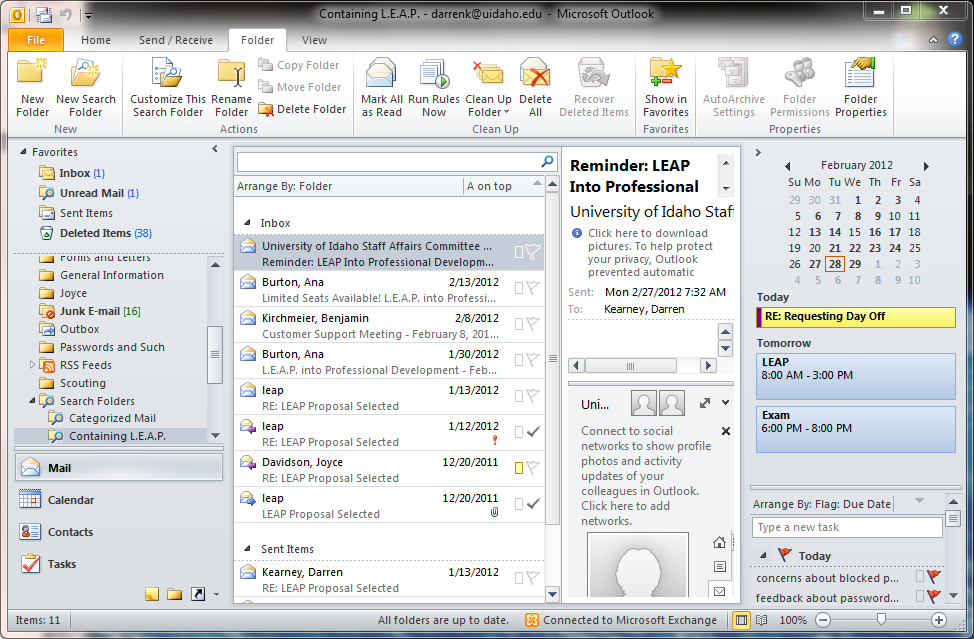 Containing L.E.A.P. - darrenk@uidaho.edu - Microsoft Outlook
File Home Send / Receive Folder View
New Folder
New Search Folder
New
Customize This Search Folder
Rename Folder
Copy Folder
Move Folder
Delete Folder
Actions
Mark All as Read
Run Rules Now
Clean Up Folder
Delete All
Recover Deleted Items
Clean Up
Show in Favorites
Favorites
AutoArchive Settings
Folder Permissions
Folder Properties
Properties
Favorites
Inbox (1)
Unread Mail (1)
Sent Items
Deleted Items (38)
Forms and Letters
General Information
Joyce
Junk E-mail [16]
Outbox
Passwords and Such
RSS Feeds
Scouting
Search Folders
Categorized Mail
Containing L.E.A.P.
Mail
Calendar
Contacts
Tasks
Arrange By: Folder A on top
Inbox
University of Idaho Staff Affairs Committee ...
Reminder: LEAP Into Professional Developm...
Burton, Ana 2/13/2012
Limited Seats Available! L.E.A.P. into Professi...
Kirchmeier, Benjamin 2/8/2012
Customer Support Meeting - February 8, 201...
Burton, Ana 1/30/2012
L.E.A.P. into Professional Development - Feb...
leap 1/13/2012
RE: LEAP Proposal Selected
leap 1/12/2012
RE: LEAP Proposal Selected
Davidson, Joyce 12/20/2011
RE: LEAP Proposal Selected
leap 12/20/2011
LEAP Proposal Selected
Sent Items
Kearney, Darren 1/13/2012
RE: LEAP Proposal Selected
Reminder: LEAP
Into Professional
University of Idaho Staf
Click here to download
pictures. To help protect
your privacy, Outlook
prevented automatic
Sent: Mon 2/27/2012 7:32 AM
To: Kearney, Darren
Uni...
Connect to social
networks to show profile
photos and activity
updates of your
colleagues in Outlook.
Click here to add
networks.
February 2012
Su Mo Tu We Th Fr Sa
29 30 31 1 2 3 4
5 6 7 8 9 10 11
12 13 14 15 16 17 18
19 20 21 22 23 24 25
26 27 28 29 1 2 3
4 5 6 7 8 9 10
Today
RE: Requesting Day Off
Tomorrow
LEAP
8:00 AM - 3:00 PM
Exam
6:00 PM - 8:00 PM
Arrange By: Flag: Due Date
Type a new task
Today
concerns about blocked p...
feedback about password...
Items: 11 All folders are up to date. Connected to Microsoft Exchange 100%